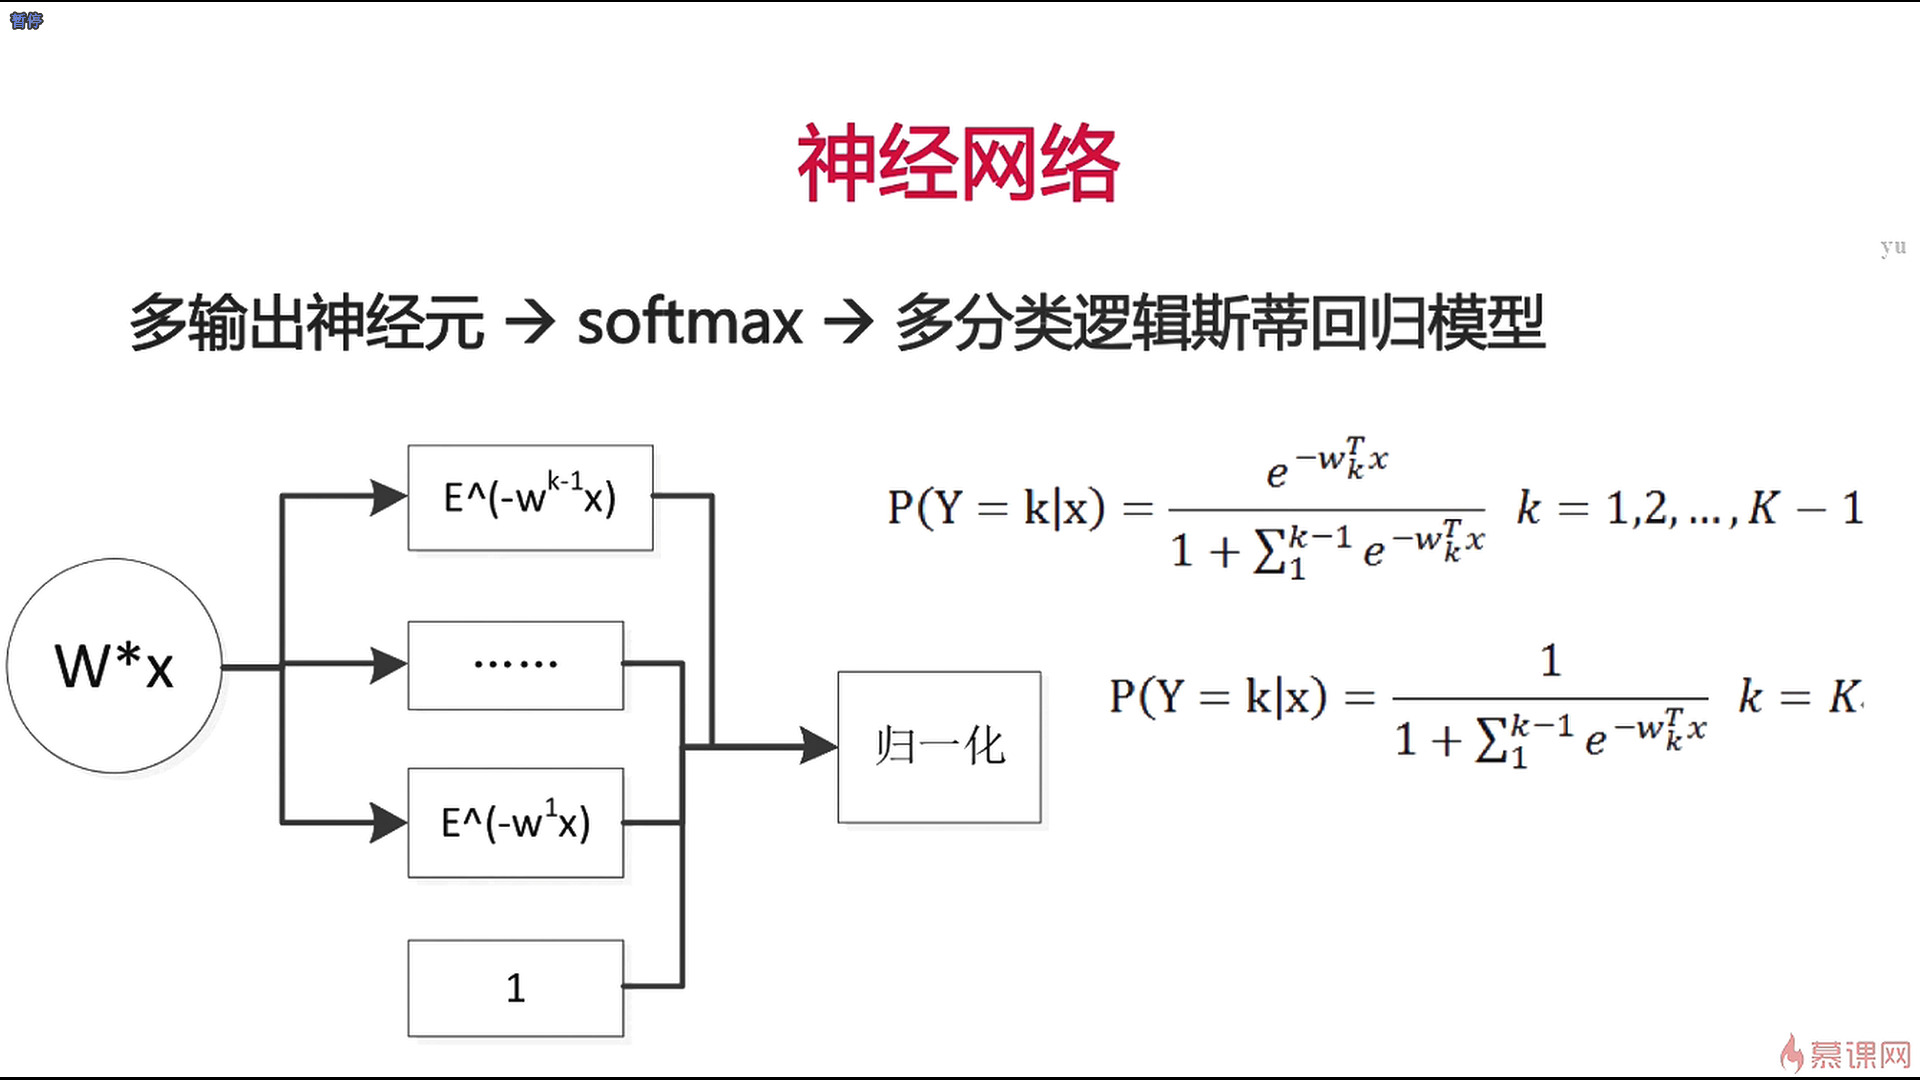 暂停
神经网络
yu
多输出神经元 → softmax → 多分类逻辑斯蒂回归模型
E^(-w^{k-1}x)
P(Y = k|x) = \frac{e^{-w_k^T x}}{1 + \sum_1^{k-1} e^{-w_k^T x}} k = 1,2, … , K − 1
W*x
……
P(Y = k|x) = \frac{1}{1 + \sum_1^{k-1} e^{-w_k^T x}} k = K
归一化
E^(-w^1x)
1
慕课网